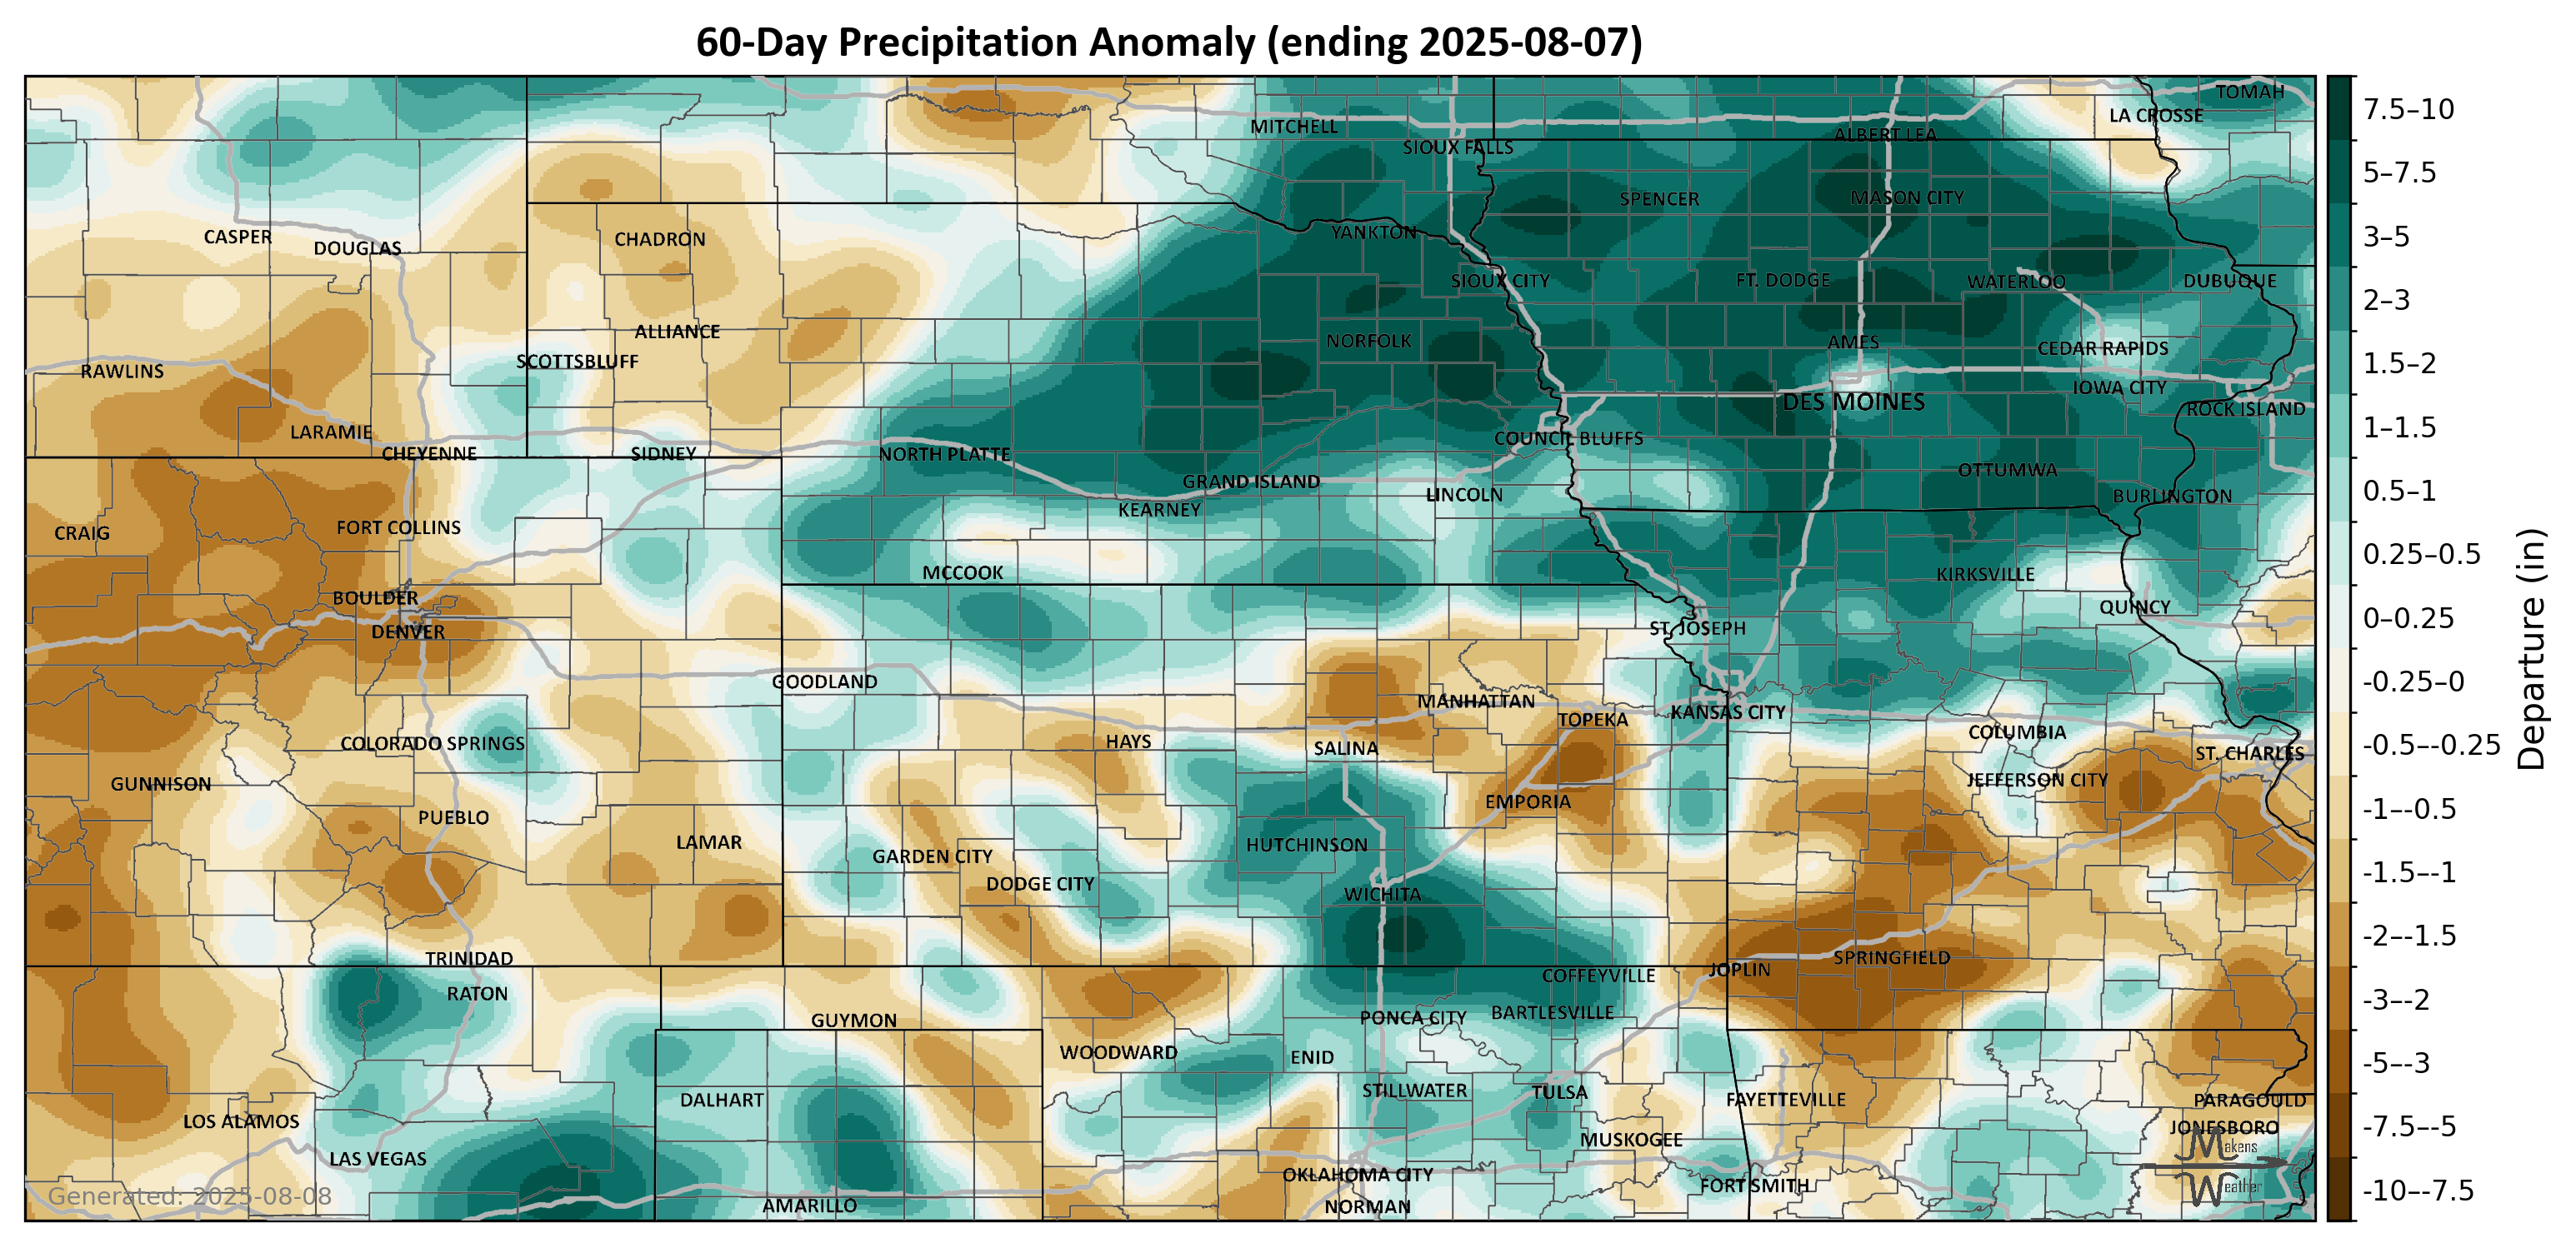 60-Day Precipitation Anomaly (ending 2025-08-07)
TOMAH
LA CROSSE
MITCHELL
ALBERT LEA
SIOUX FALLS
SPENCER
MASON CITY
YANKTON
CASPER
CHADRON
DOUGLAS
SIOUX CITY
FT. DODGE
WATERLOO
DUBUQUE
ALLIANCE
NORFOLK
AMES
CEDAR RAPIDS
SCOTTSBLUFF
RAWLINS
IOWA CITY
DES MOINES
ROCK ISLAND
LARAMIE
COUNCIL BLUFFS
CHEYENNE
SIDNEY
NORTH PLATTE
OTTUMWA
GRAND ISLAND
LINCOLN
BURLINGTON
KEARNEY
CRAIG
FORT COLLINS
MCCOOK
KIRKSVILLE
BOULDER
QUINCY
DENVER
ST. JOSEPH
GOODLAND
MANHATTAN
KANSAS CITY
TOPEKA
COLUMBIA
COLORADO SPRINGS
HAYS
SALINA
ST. CHARLES
GUNNISON
JEFFERSON CITY
EMPORIA
PUEBLO
LAMAR
HUTCHINSON
GARDEN CITY
DODGE CITY
WICHITA
TRINIDAD
SPRINGFIELD
JOPLIN
COFFEYVILLE
RATON
BARTLESVILLE
PONCA CITY
GUYMON
WOODWARD
ENID
STILLWATER
TULSA
DALHART
FAYETTEVILLE
PARAGOULD
LOS ALAMOS
JONESBORO
MUSKOGEE
LAS VEGAS
OKLAHOMA CITY
FORT SMITH
AMARILLO
NORMAN
Generated: 2025-08-08
Makens
Weather
7.5–10
5–7.5
3–5
2–3
1.5–2
1–1.5
0.5–1
0.25–0.5
0–0.25
-0.25–0
-0.5–-0.25
-1–-0.5
-1.5–-1
-2–-1.5
-3–-2
-5–-3
-7.5–-5
-10–-7.5
Departure (in)